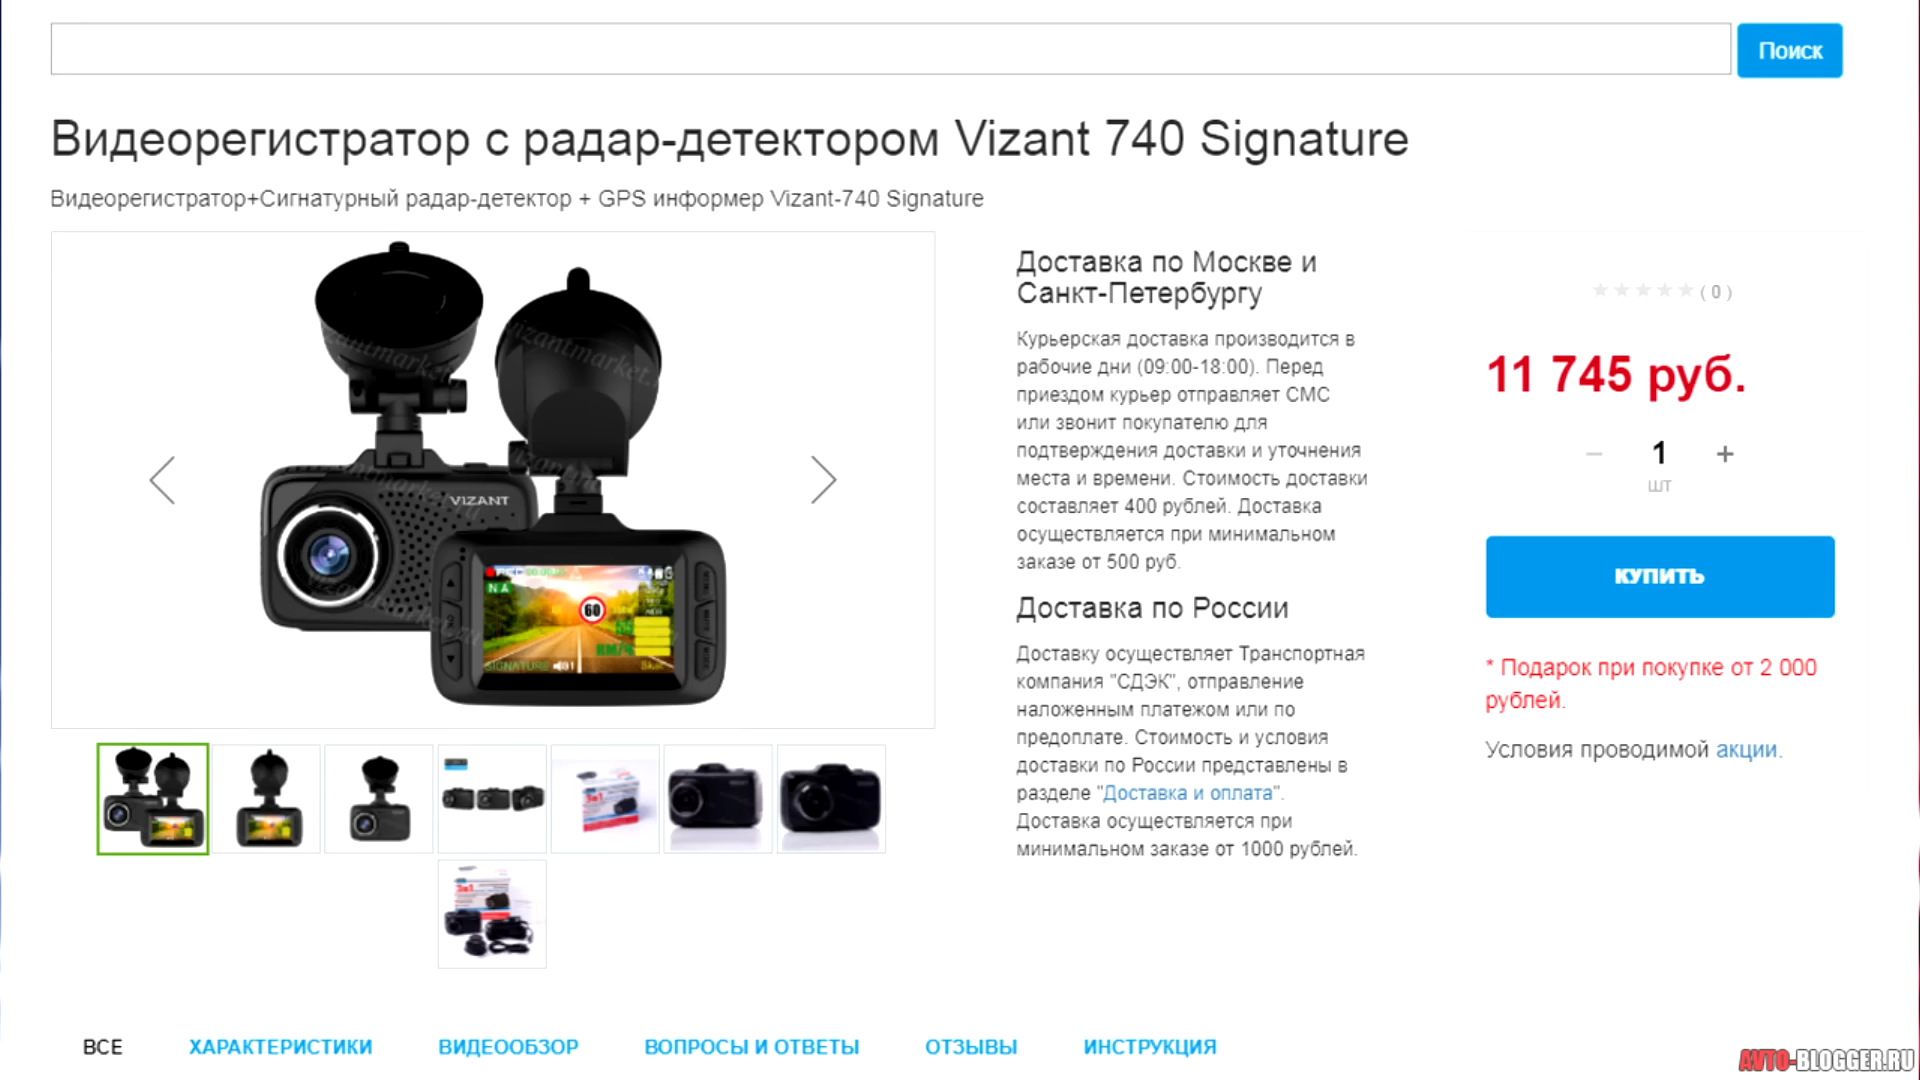 Поиск
Видеорегистратор с радар-детектором Vizant 740 Signature
Видеорегистратор+Сигнатурный радар-детектор + GPS информер Vizant-740 Signature
VIZANT
NA
60
SIGNATURE
Доставка по Москве и
Санкт-Петербургу
Курьерская доставка производится в
рабочие дни (09:00-18:00). Перед
приездом курьер отправляет СМС
или звонит покупателю для
подтверждения доставки и уточнения
места и времени. Стоимость доставки
составляет 400 рублей. Доставка
осуществляется при минимальном
заказе от 500 руб.
Доставка по России
Доставку осуществляет Транспортная
компания "СДЭК", отправление
наложенным платежом или по
предоплате. Стоимость и условия
доставки по России представлены в
разделе "Доставка и оплата".
Доставка осуществляется при
минимальном заказе от 1000 рублей.
( 0 )
11 745 руб.
− 1 +
шт
КУПИТЬ
* Подарок при покупке от 2 000
рублей.
Условия проводимой акции.
ВСЕ ХАРАКТЕРИСТИКИ ВИДЕООБЗОР ВОПРОСЫ И ОТВЕТЫ ОТЗЫВЫ ИНСТРУКЦИЯ
AVTO-BLOGGER.RU